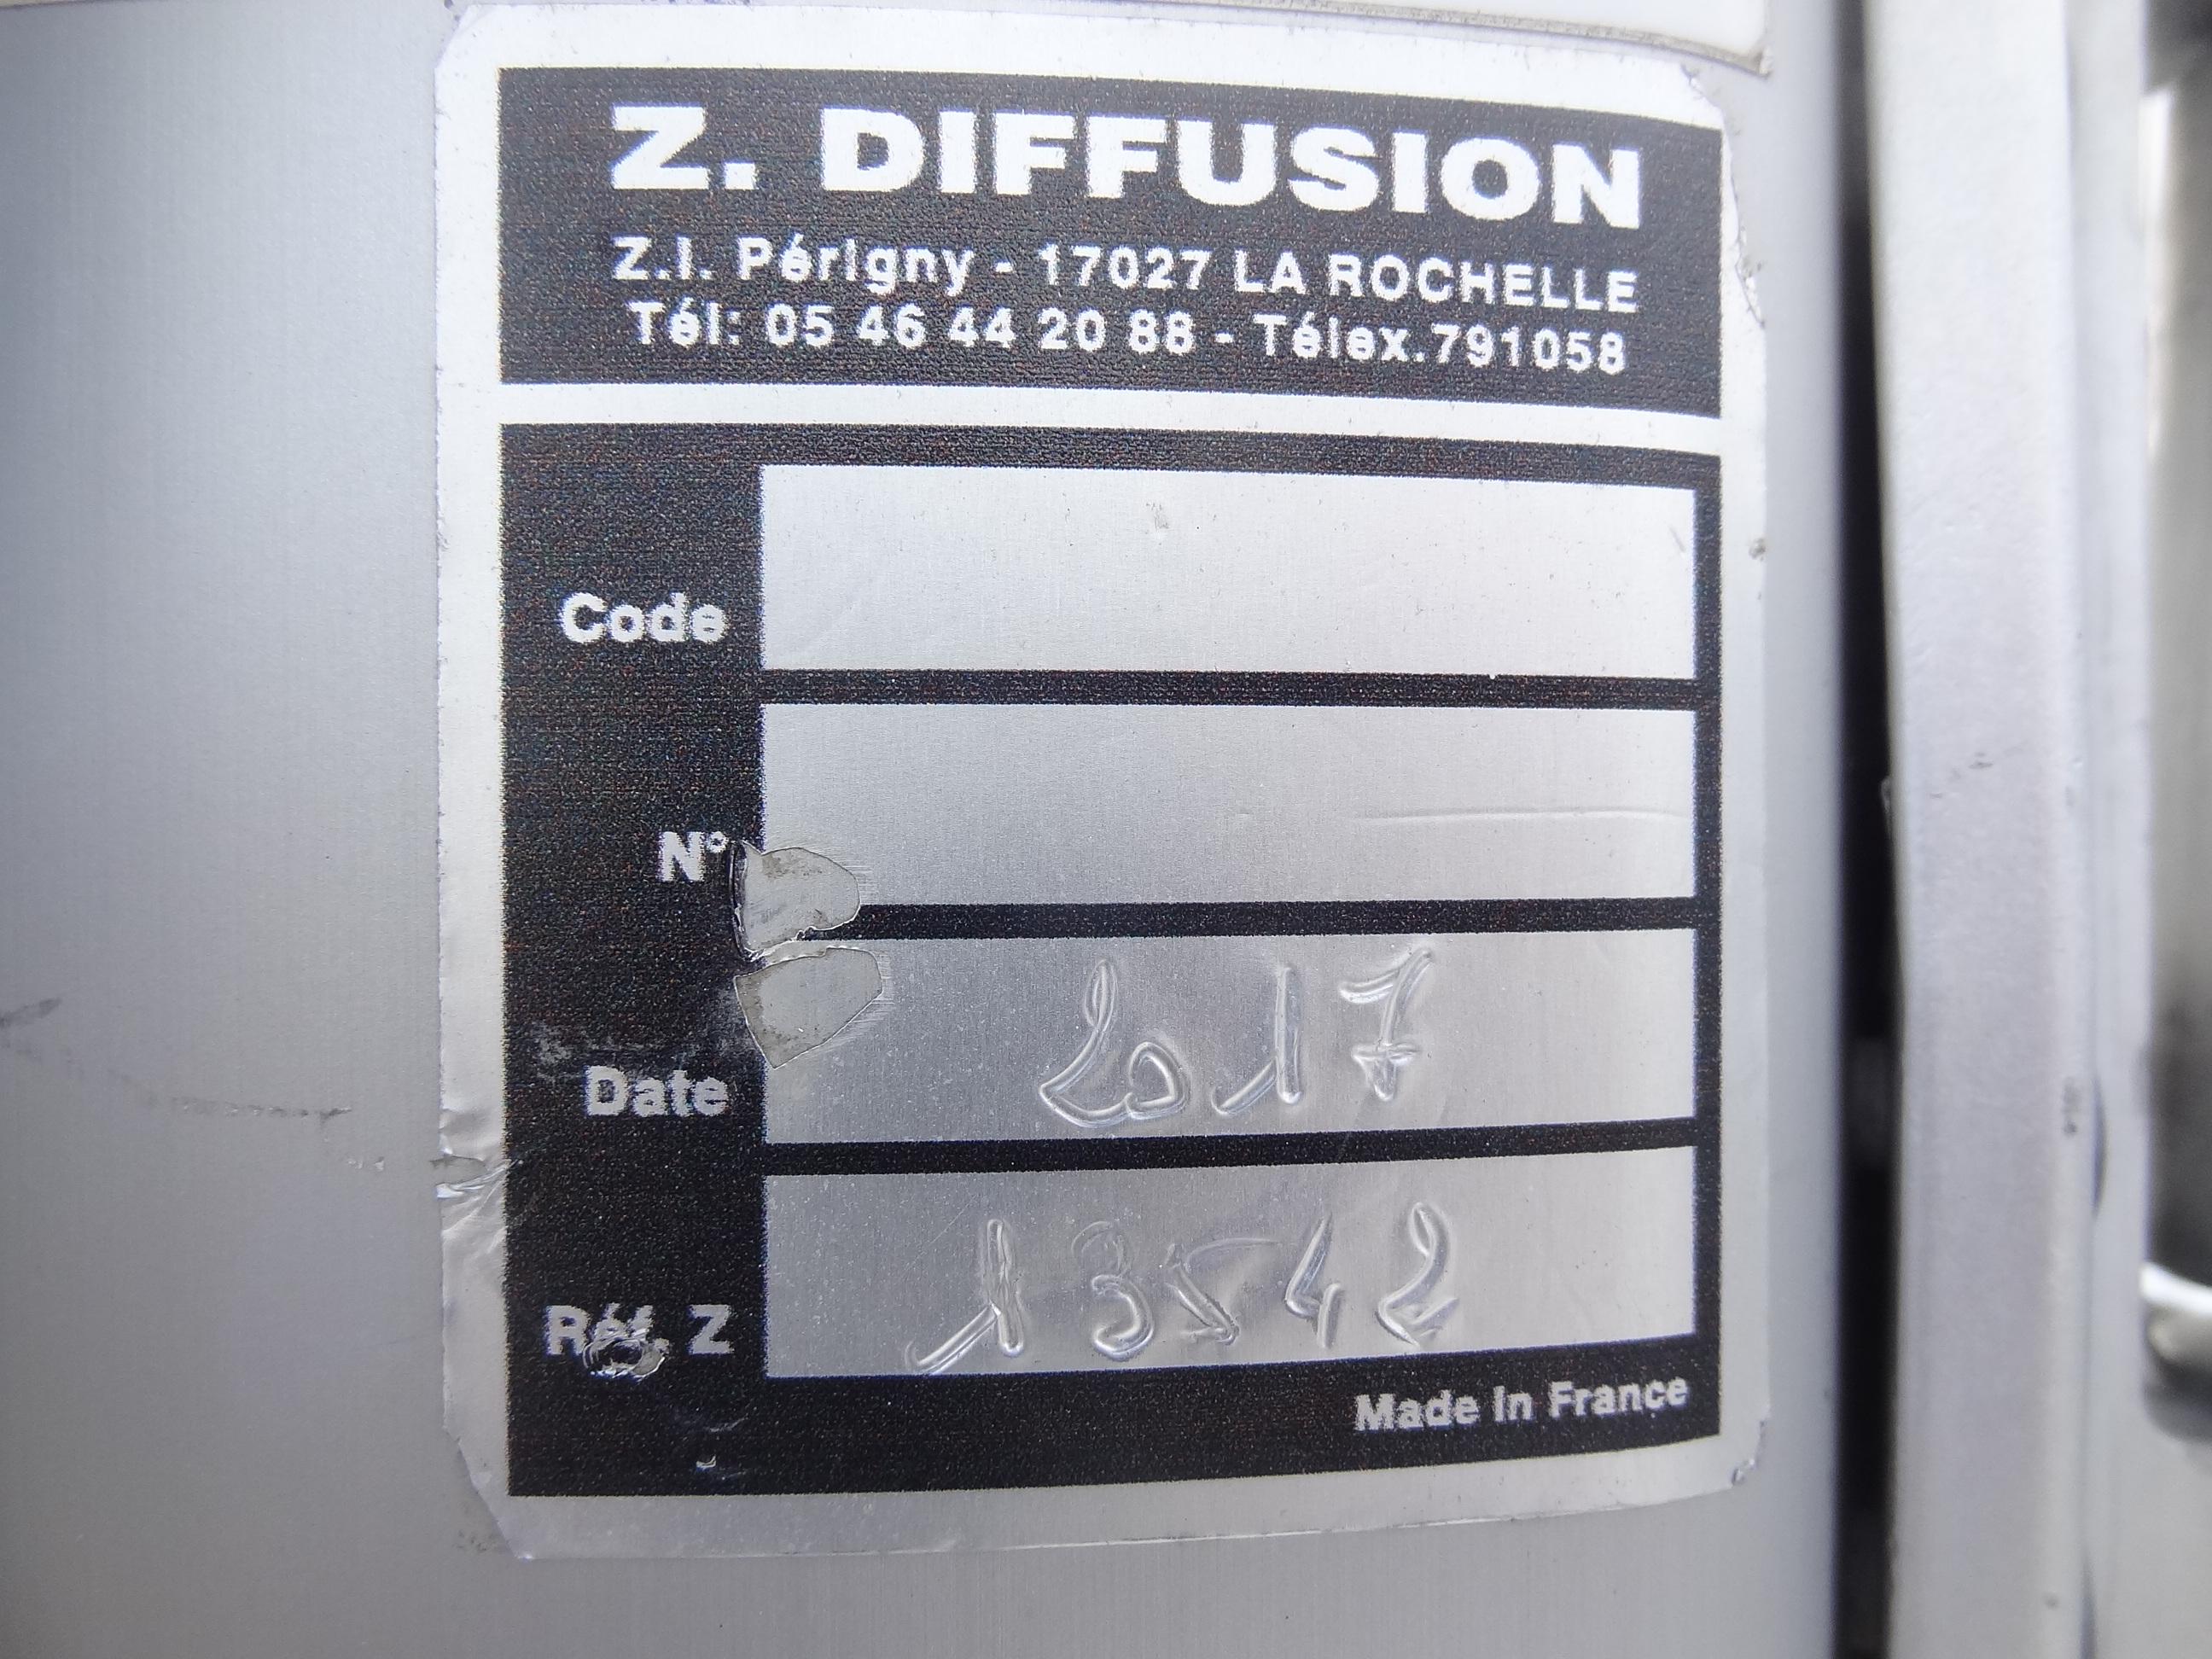 Z. DIFFUSION
Z.I. Périgny - 17027 LA ROCHELLE
Tél: 05 46 44 20 88 - Télex.791058
Code
N°
Date 2017
Réf. Z 13542
Made in France